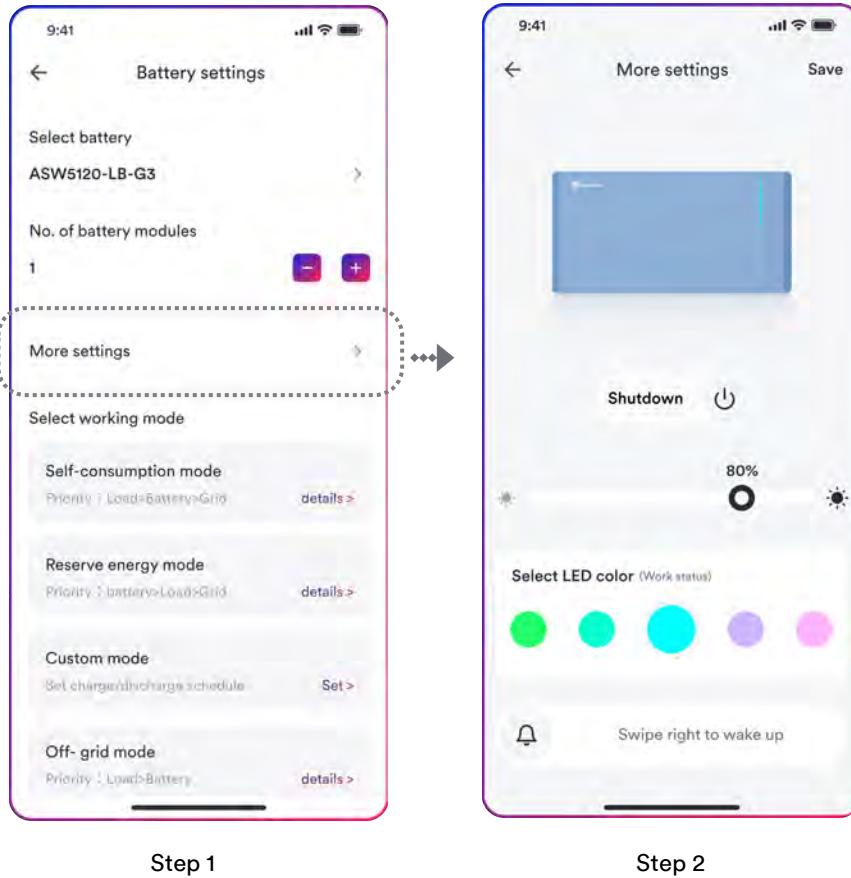 9:41
Battery settings
Select battery
ASW5120-LB-G3
No. of battery modules
1
More settings
Select working mode
Self-consumption mode
Priority : Load>Battery>Grid
details >
Reserve energy mode
Priority : battery>Load>Grid
details >
Custom mode
Set charge/discharge schedule
Set >
Off- grid mode
Priority : Load>Battery
details >
Step 1
9:41
More settings
Save
Shutdown
80%
Select LED color (Work status)
Swipe right to wake up
Step 2